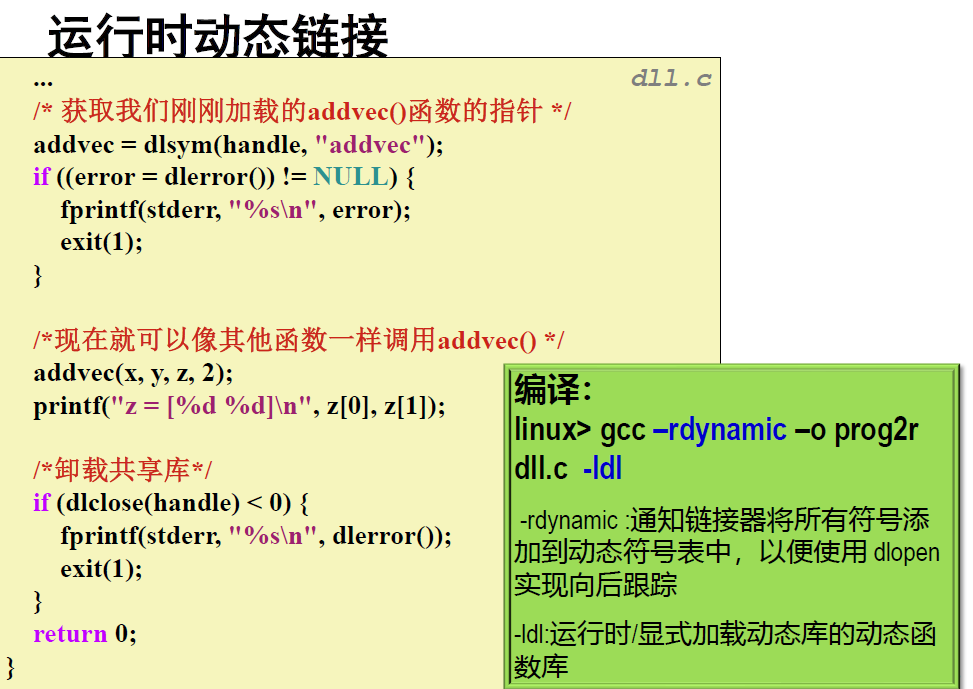 运行时动态链接
dll.c
...
/* 获取我们刚刚加载的addvec()函数的指针 */
addvec = dlsym(handle, "addvec");
if ((error = dlerror()) != NULL) {
fprintf(stderr, "%s\n", error);
exit(1);
}
/*现在就可以像其他函数一样调用addvec() */
addvec(x, y, z, 2);
printf("z = [%d %d]\n", z[0], z[1]);
/*卸载共享库*/
if (dlclose(handle) < 0) {
fprintf(stderr, "%s\n", dlerror());
exit(1);
}
return 0;
}
编译：
linux> gcc –rdynamic –o prog2r
dll.c -ldl
-rdynamic :通知链接器将所有符号添
加到动态符号表中，以便使用 dlopen
实现向后跟踪
-ldl:运行时/显式加载动态库的动态函
数库